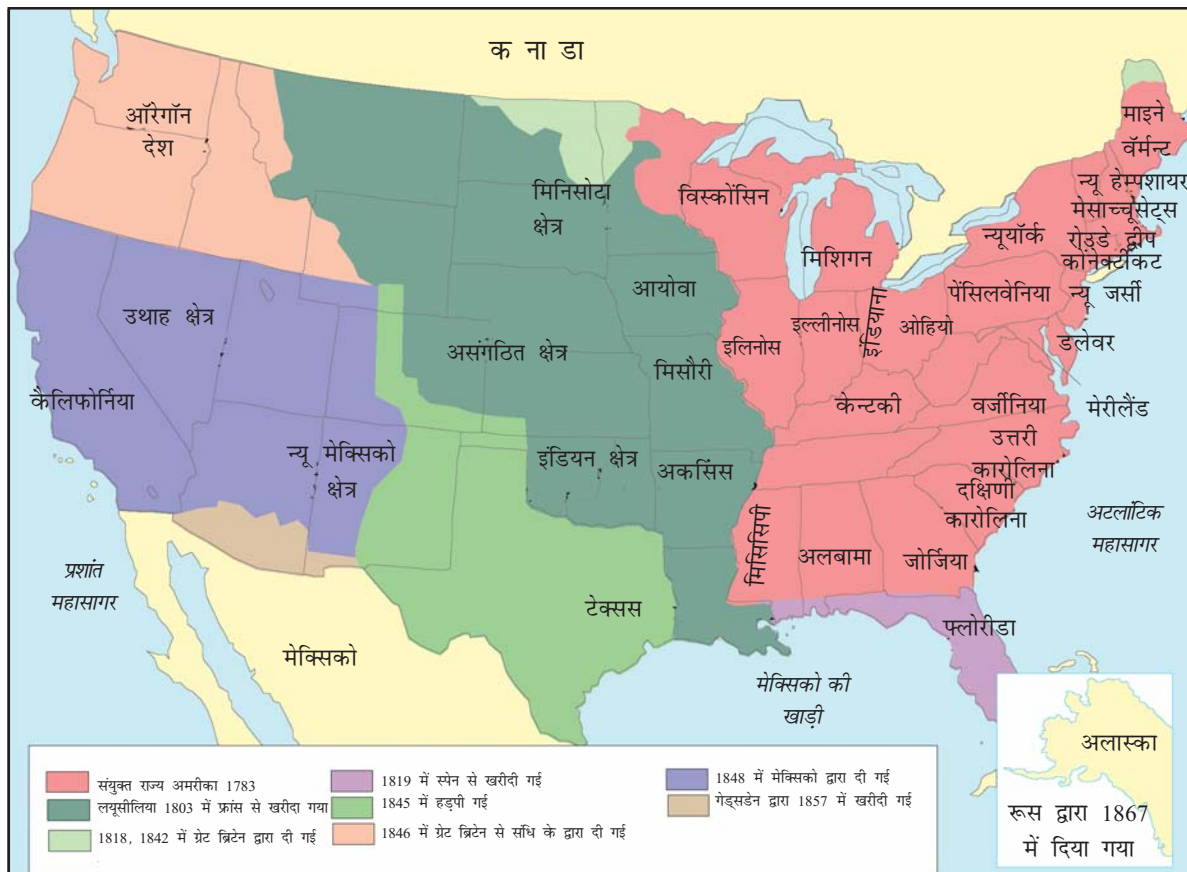 क ना डा
ऑरेगॉन
देश
माइने
वॅर्मन्ट
न्यू हेम्पशायर
मेसाच्चूसेट्स
रोउडे द्वीप
कोनेक्टीकट
न्यूयॉर्क
विस्कोंसिन
मिनिसोटा
क्षेत्र
मिशिगन
पेंसिलवेनिया
न्यू जर्सी
आयोवा
उथाह क्षेत्र
इंडियाना
इल्लीनोस
ओहियो
इलिनोस
डलेवर
असंगठित क्षेत्र
मिसौरी
कैलिफोर्निया
केन्टकी
वर्जीनिया
मेरीलैंड
उत्तरी
कारोलिना
न्यू मेक्सिको
क्षेत्र
इंडियन क्षेत्र
अकसिंस
दक्षिणी
कारोलिना
मिसिसिपी
अलबामा
जोर्जिया
अटलांटिक
महासागर
प्रशांत
महासागर
टेक्सस
फ्लोरीडा
मेक्सिको
मेक्सिको की
खाड़ी
अलास्का
रूस द्वारा 1867
में दिया गया
संयुक्त राज्य अमरीका 1783
लयूसीलिया 1803 में फ्रांस से खरीदा गया
1818, 1842 में ग्रेट ब्रिटेन द्वारा दी गई
1819 में स्पेन से खरीदी गई
1845 में हड़पी गई
1846 में ग्रेट ब्रिटेन से संधि के द्वारा दी गई
1848 में मेक्सिको द्वारा दी गई
गेड्सडेन द्वारा 1857 में खरीदी गई